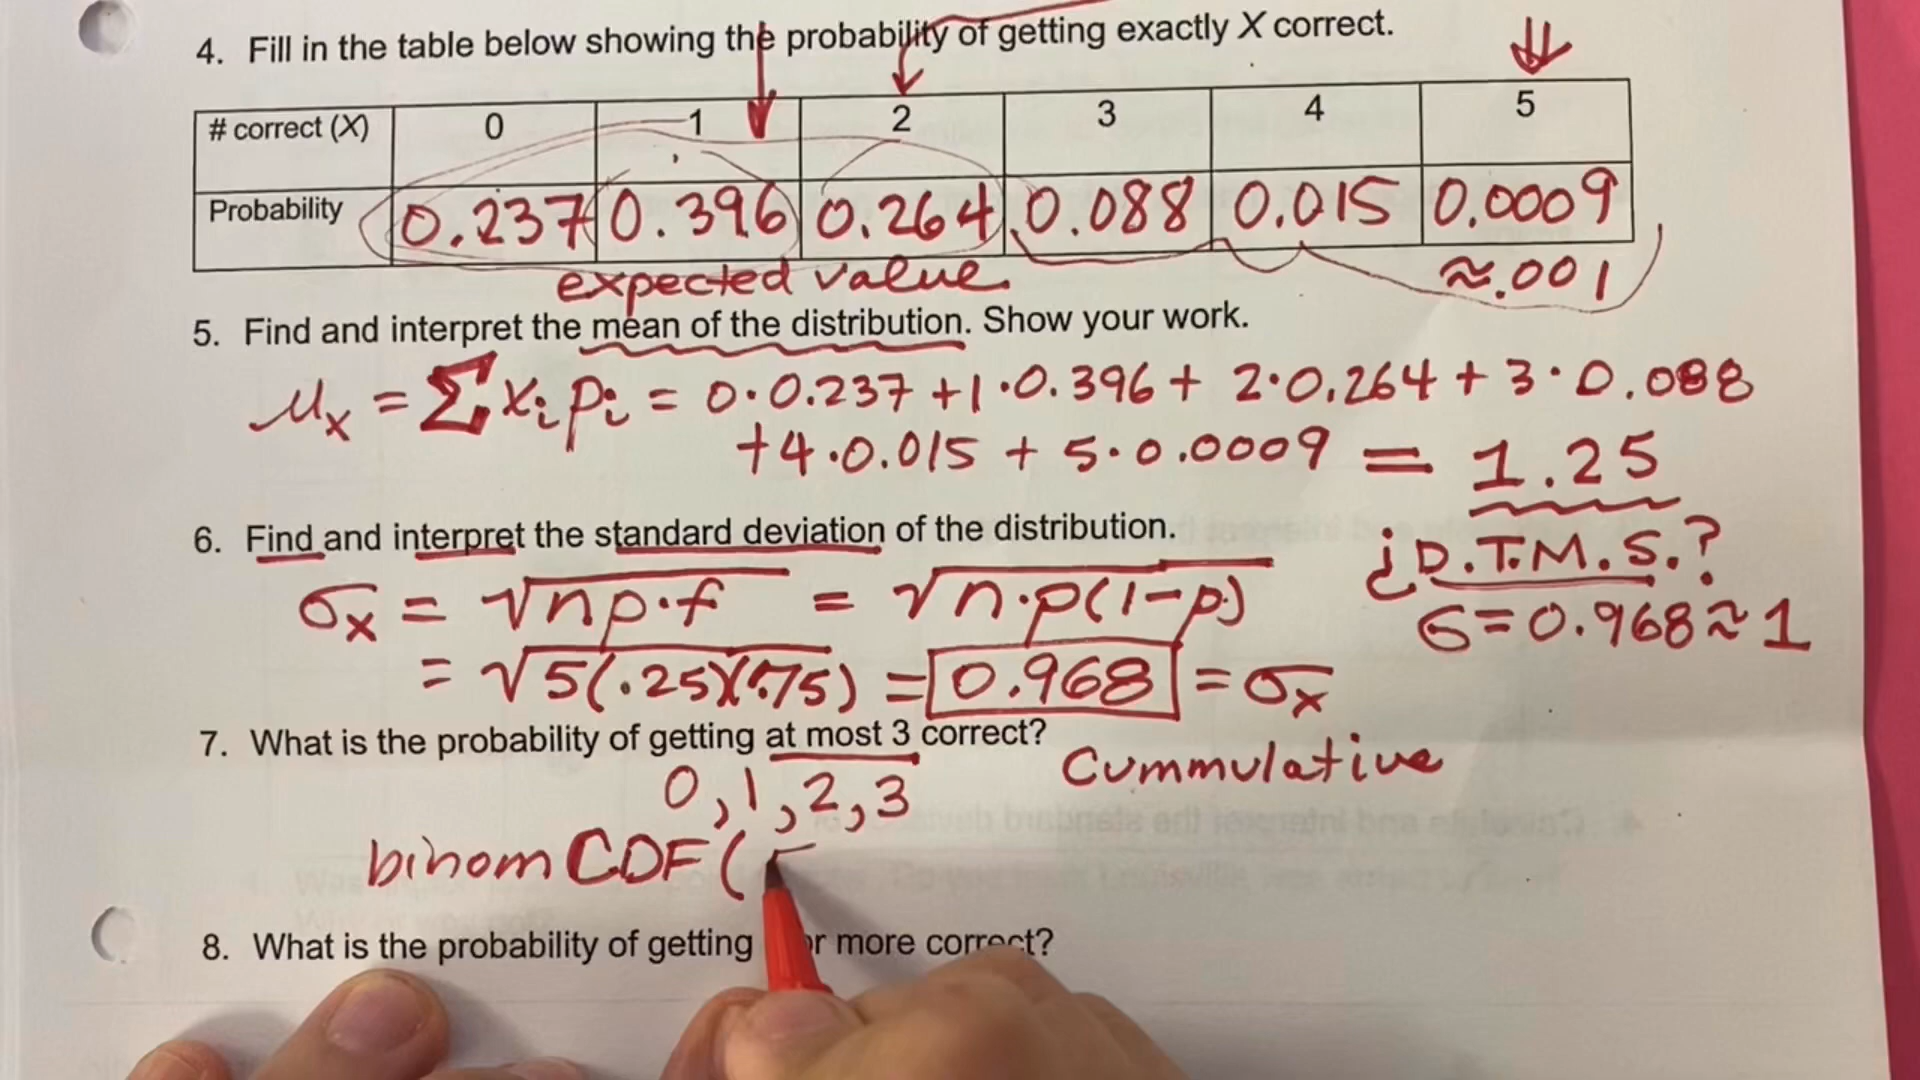 4. Fill in the table below showing the probability of getting exactly X correct.
# correct (X) 0 1 2 3 4 5
Probability 0.237 0.396 0.264 0.088 0.015 0.0009
expected value. ≈.001
5. Find and interpret the mean of the distribution. Show your work.
μx = Σ xi pi = 0·0.237 + 1·0.396 + 2·0.264 + 3·0.088
+4·0.015 + 5·0.0009 = 1.25
6. Find and interpret the standard deviation of the distribution.
¿D.T.M.S.?
σx = √np·f = √n·p(1-p)
σ=0.968≈1
= √5(.25)(.75) = 0.968 = σx
7. What is the probability of getting at most 3 correct?
Cummulative
0, 1, 2, 3
binomCDF(
8. What is the probability of getting or more correct?